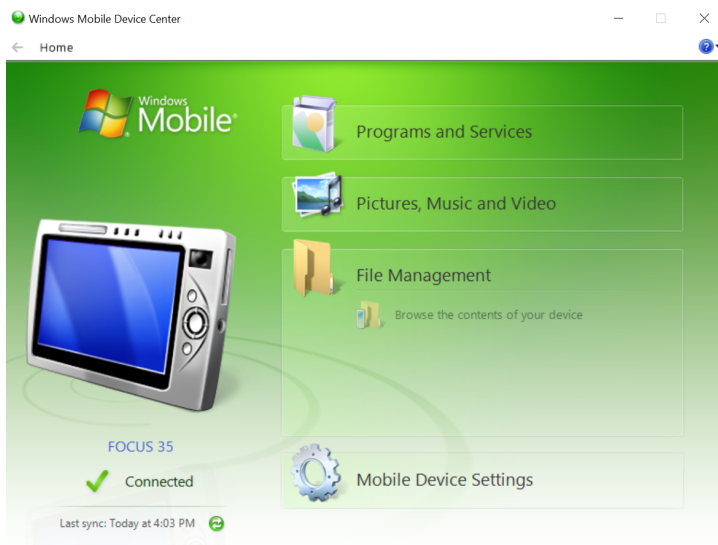 Windows Mobile Device Center
Home
Windows
Mobile®
Programs and Services
Pictures, Music and Video
File Management
Browse the contents of your device
FOCUS 35
Connected
Last sync: Today at 4:03 PM
Mobile Device Settings